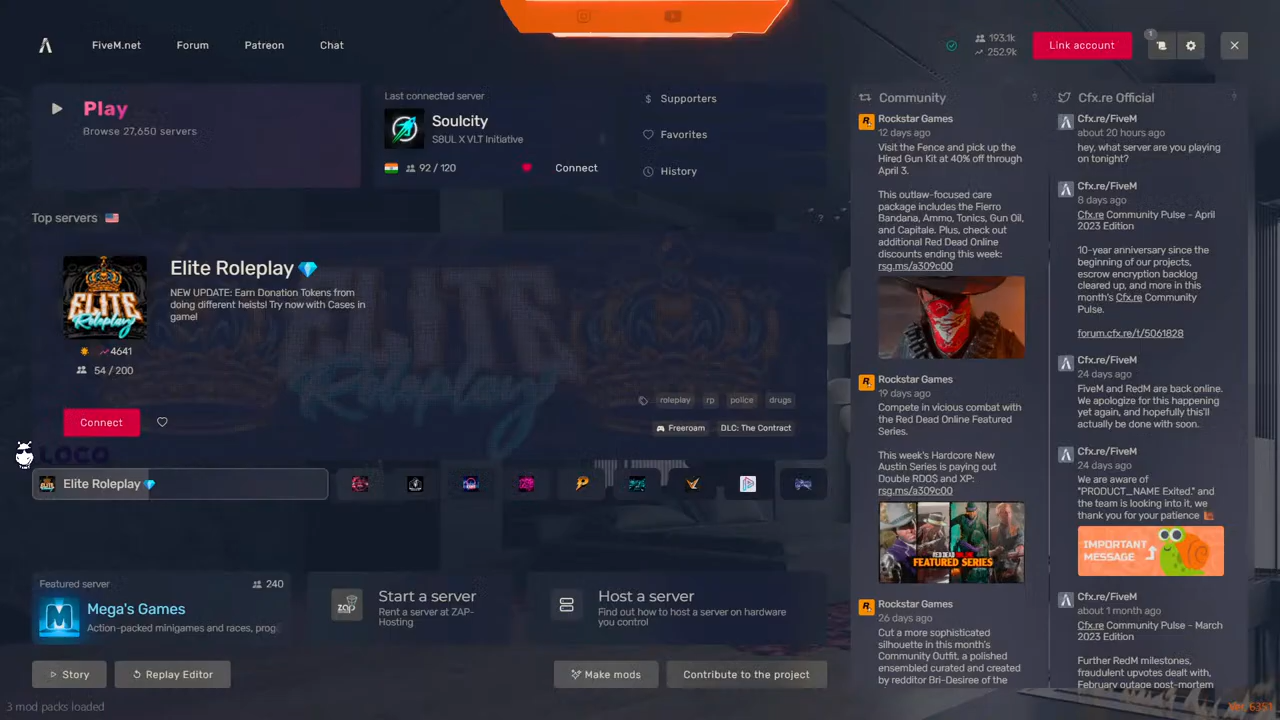 FiveM.net
Forum
Patreon
Chat
193.1k
252.9k
Link account
1
Play
Browse 27,650 servers
Last connected server
Soulcity
S8UL X VLT Initiative
92 / 120
Connect
$ Supporters
Favorites
History
Top servers
?
ELITE
Roleplay
Elite Roleplay
NEW UPDATE: Earn Donation Tokens from
doing different heists! Try now with Cases in
game!
4641
54 / 200
Connect
roleplay
rp
police
drugs
Freeroam
DLC: The Contract
LOCO
Elite Roleplay
Featured server
240
Mega's Games
Action-packed minigames and races, prog
ZAP
Start a server
Rent a server at ZAP-
Hosting
Host a server
Find out how to host a server on hardware
you control
Story
Replay Editor
Make mods
Contribute to the project
3 mod packs loaded
Community
Rockstar Games
12 days ago
Visit the Fence and pick up the
Hired Gun Kit at 40% off through
April 3.
This outlaw-focused care
package includes the Fierro
Bandana, Ammo, Tonics, Gun Oil,
and Capitale. Plus, check out
additional Red Dead Online
discounts ending this week:
rsg.ms/a309c00
Rockstar Games
19 days ago
Compete in vicious combat with
the Red Dead Online Featured
Series.
This week's Hardcore New
Austin Series is paying out
Double RDO$ and XP:
rsg.ms/a309c00
RED DEAD ONLINE
FEATURED SERIES
Rockstar Games
26 days ago
Cut a more sophisticated
silhouette in this month's
Community Outfit, a polished
ensembled curated and created
by redditor Bri-Desiree of the
Cfx.re Official
Cfx.re/FiveM
about 20 hours ago
hey, what server are you playing
on tonight?
Cfx.re/FiveM
8 days ago
Cfx.re Community Pulse - April
2023 Edition
10-year anniversary since the
beginning of our projects,
escrow encryption backlog
cleared up, and more in this
month's Cfx.re Community
Pulse.
forum.cfx.re/t/5061828
Cfx.re/FiveM
24 days ago
FiveM and RedM are back online.
We apologize for this happening
yet again, and hopefully this'll
actually be done with soon.
Cfx.re/FiveM
24 days ago
We are aware of
"PRODUCT_NAME Exited." and
the team is looking into it, we
thank you for your patience
IMPORTANT
MESSAGE
Cfx.re/FiveM
about 1 month ago
Cfx.re Community Pulse - March
2023 Edition
Further RedM milestones,
fraudulent upvotes dealt with,
February outage post-mortem
Ver. 6351